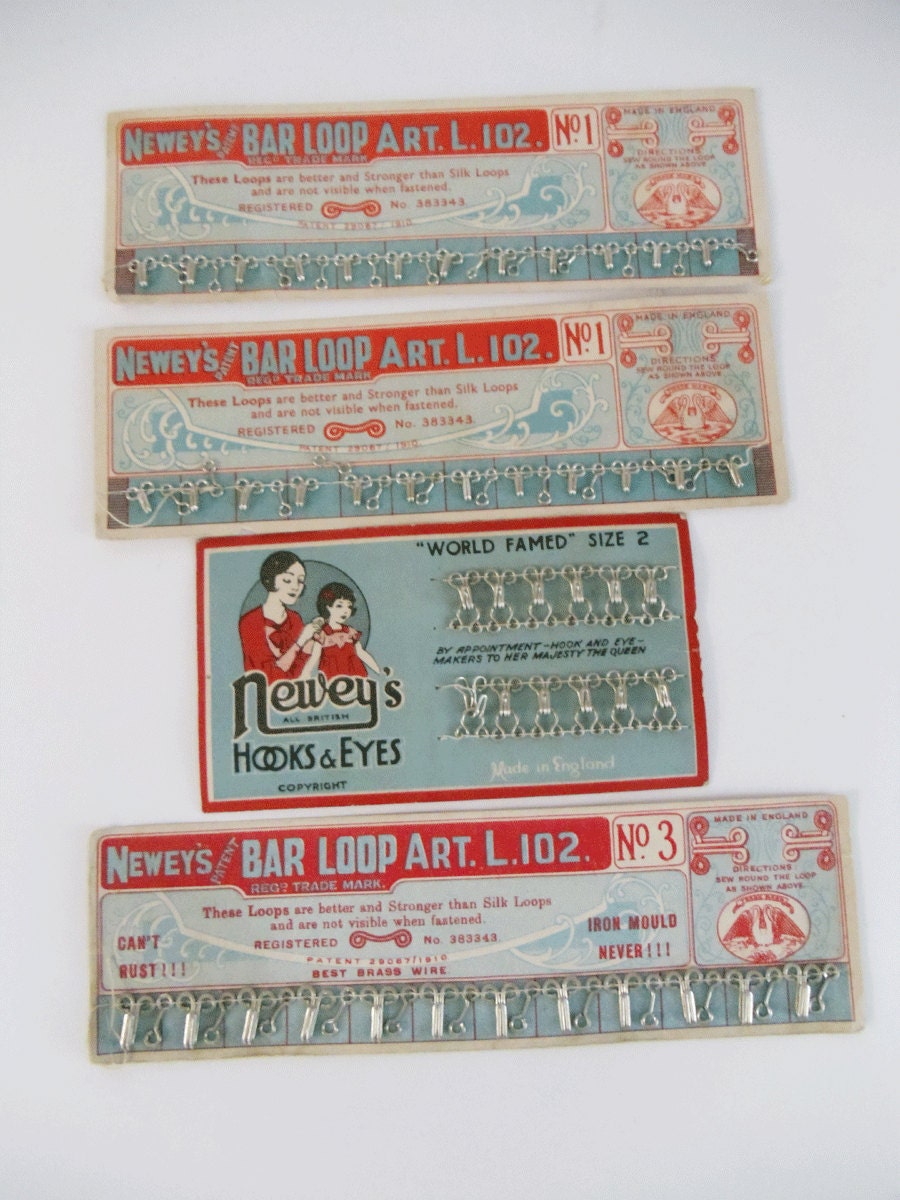 NEWEY'S PATENT BAR LOOP ART. L. 102. No 1
REGD TRADE MARK
These Loops are better and Stronger than Silk Loops
and are not visible when fastened.
REGISTERED No. 383343.
PATENT 29067/1910
MADE IN ENGLAND
DIRECTIONS
SEW ROUND THE LOOP
AS SHOWN ABOVE
NEWEY'S PATENT BAR LOOP ART. L. 102. No 1
REGD TRADE MARK
These Loops are better and Stronger than Silk Loops
and are not visible when fastened.
REGISTERED No. 383343.
PATENT 29067/1910
MADE IN ENGLAND
DIRECTIONS
SEW ROUND THE LOOP
AS SHOWN ABOVE
"WORLD FAMED" SIZE 2
BY APPOINTMENT-HOOK AND EYE-
MAKERS TO HER MAJESTY THE QUEEN
Newey's
ALL BRITISH
HOOKS & EYES
COPYRIGHT
Made in England
NEWEY'S PATENT BAR LOOP ART. L. 102. No 3
REGD TRADE MARK.
These Loops are better and Stronger than Silk Loops
and are not visible when fastened.
REGISTERED No. 383343.
PATENT 29067/1910
BEST BRASS WIRE
CAN'T
RUST!!!
IRON MOULD
NEVER!!!
MADE IN ENGLAND
DIRECTIONS
SEW ROUND THE LOOP
AS SHOWN ABOVE.
TRADE MARK